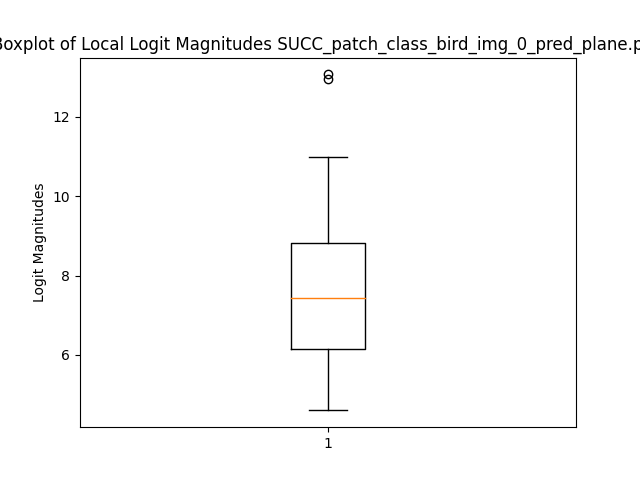 Boxplot of Local Logit Magnitudes SUCC_patch_class_bird_img_0_pred_plane.p
12
10
8
6
Logit Magnitudes
1